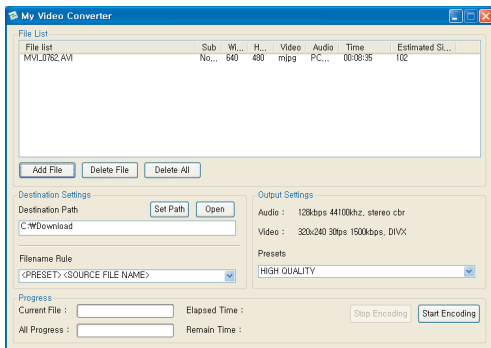 My Video Converter
File List
File list Sub Wi... H... Video Audio Time Estimated Si...
MVI_0762.AVI No... 640 480 mjpg PC,,, 00:08:35 102
Add File Delete File Delete All
Destination Settings
Destination Path Set Path Open
C:₩Download
Filename Rule
<PRESET> <SOURCE FILE NAME>
Output Settings
Audio : 128kbps 44100khz, stereo cbr
Video : 320x240 30fps 1500kbps, DIVX
Presets
HIGH QUALITY
Progress
Current File : Elapsed Time : Stop Encoding Start Encoding
All Progress : Remain Time :